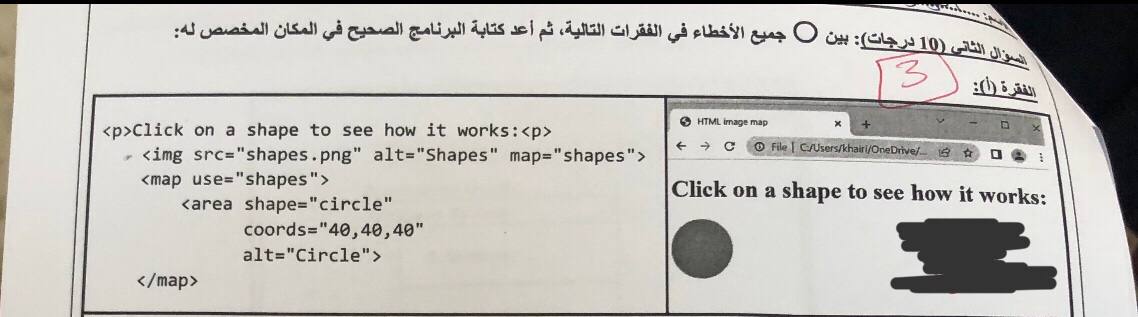 السؤال الثاني (10 درجات): بين ○ جميع الأخطاء في الفقرات التالية، ثم أعد كتابة البرنامج الصحيح في المكان المخصص له:
3
الفقرة (أ):
<p>Click on a shape to see how it works:<p>
<img src="shapes.png" alt="Shapes" map="shapes">
<map use="shapes">
<area shape="circle"
coords="40,40,40"
alt="Circle">
</map>
HTML image map
File | C:/Users/khairi/OneDrive/...
Click on a shape to see how it works: